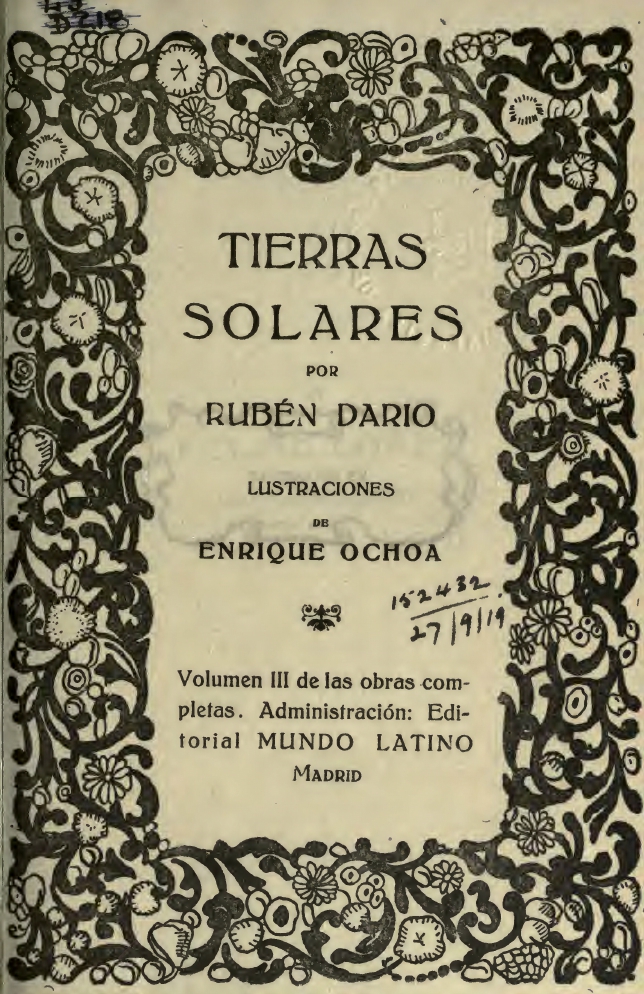 TIERRAS
SOLARES
POR
RUBÉN DARIO
LUSTRACIONES
DE
ENRIQUE OCHOA
152432
27/9/19
Volumen III de las obras com-
pletas. Administración: Edi-
torial MUNDO LATINO
MADRID